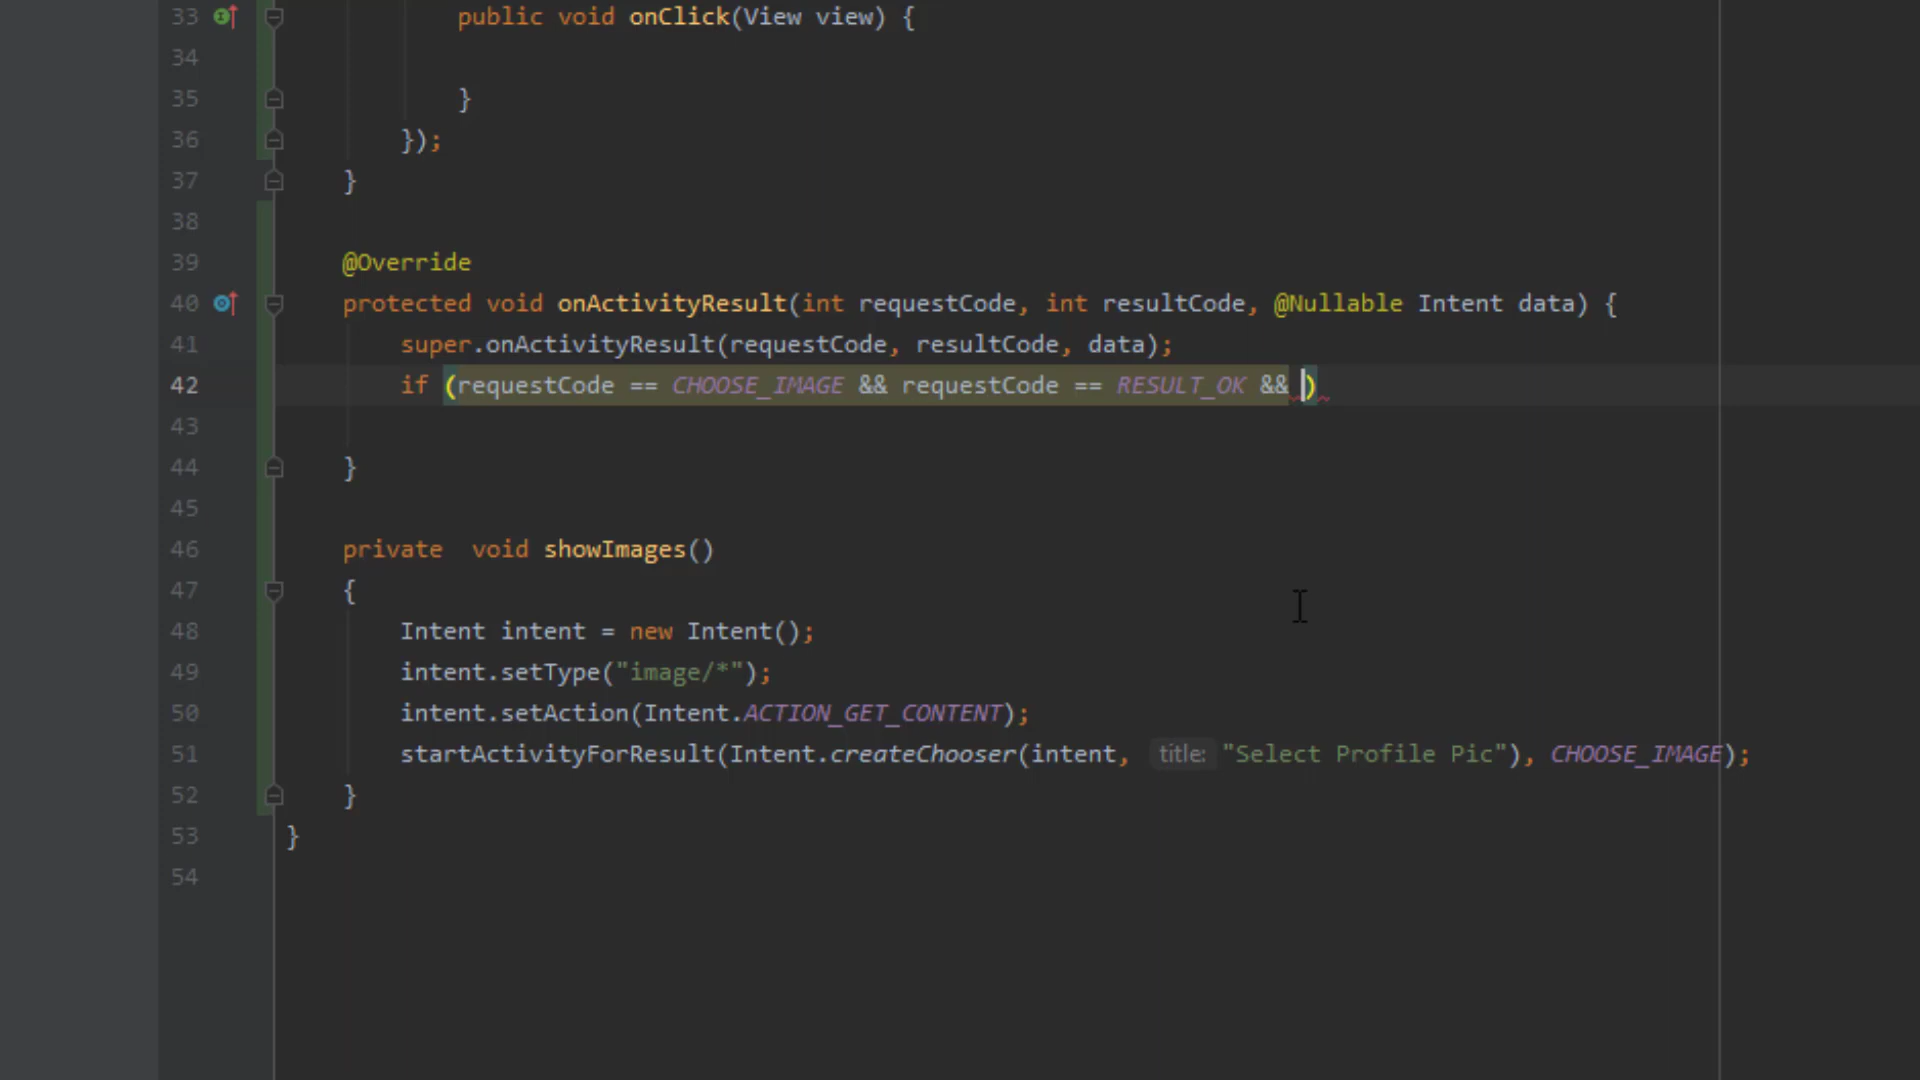 33 public void onClick(View view) {
34
35 }
36 });
37 }
38
39 @Override
40 protected void onActivityResult(int requestCode, int resultCode, @Nullable Intent data) {
41 super.onActivityResult(requestCode, resultCode, data);
42 if (requestCode == CHOOSE_IMAGE && requestCode == RESULT_OK && )
43
44 }
45
46 private  void showImages()
47 {
48 Intent intent = new Intent();
49 intent.setType("image/*");
50 intent.setAction(Intent.ACTION_GET_CONTENT);
51 startActivityForResult(Intent.createChooser(intent, title: "Select Profile Pic"), CHOOSE_IMAGE);
52 }
53 }
54